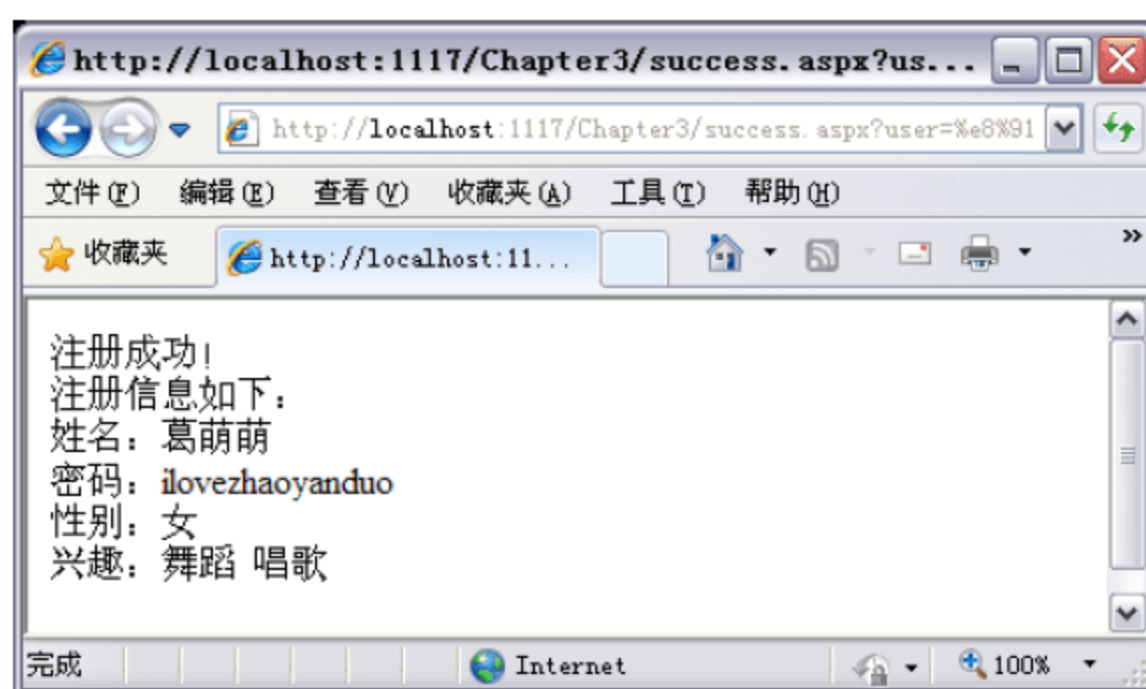 http://localhost:1117/Chapter3/success.aspx?us...
http://localhost:1117/Chapter3/success.aspx?user=%e8%91
文件(F) 编辑(E) 查看(V) 收藏夹(A) 工具(T) 帮助(H)
收藏夹 http://localhost:11... »
注册成功!
注册信息如下:
姓名:葛萌萌
密码:ilovezhaoyanduo
性别:女
兴趣:舞蹈 唱歌
完成 Internet 100%